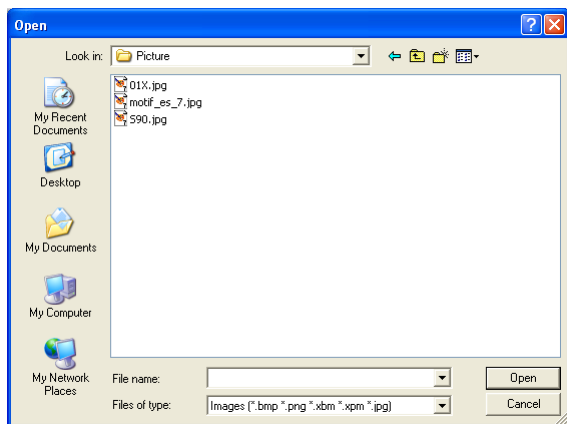 Open
Look in:
Picture
01X.jpg
motif_es_7.jpg
S90.jpg
My Recent
Documents
Desktop
My Documents
My Computer
My Network
Places
File name:
Open
Files of type:
Images (*.bmp *.png *.xbm *.xpm *.jpg)
Cancel